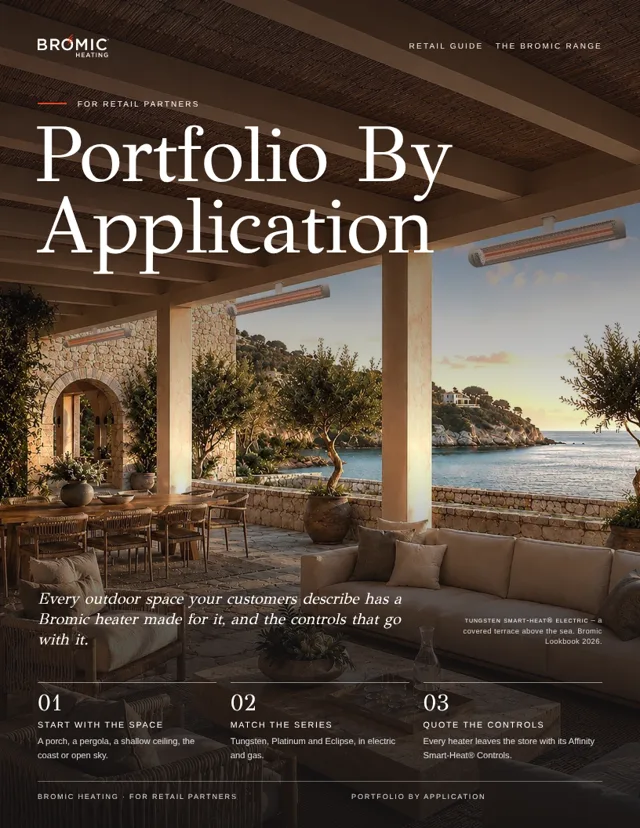 BROMIC
HEATING
RETAIL GUIDE THE BROMIC RANGE
FOR RETAIL PARTNERS
Portfolio By
Application
Every outdoor space your customers describe has a
Bromic heater made for it, and the controls that go
with it.
TUNGSTEN SMART-HEAT® ELECTRIC – a
covered terrace above the sea. Bromic
Lookbook 2026.
01
START WITH THE SPACE
A porch, a pergola, a shallow ceiling, the
coast or open sky.
02
MATCH THE SERIES
Tungsten, Platinum and Eclipse, in electric
and gas.
03
QUOTE THE CONTROLS
Every heater leaves the store with its Affinity
Smart-Heat® Controls.
BROMIC HEATING · FOR RETAIL PARTNERS
PORTFOLIO BY APPLICATION